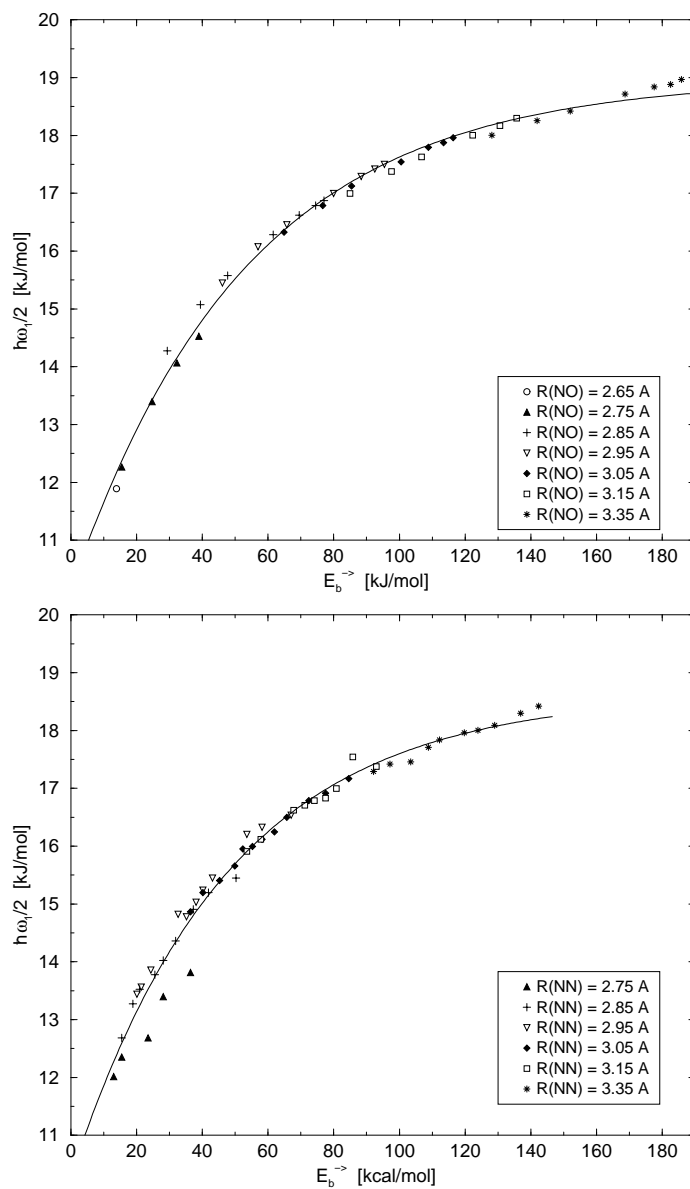 20
19
18
17
16
15
14
13
12
11
hω1/2 [kJ/mol]
R(NO) = 2.65 A
R(NO) = 2.75 A
R(NO) = 2.85 A
R(NO) = 2.95 A
R(NO) = 3.05 A
R(NO) = 3.15 A
R(NO) = 3.35 A
0 20 40 60 80 100 120 140 160 180
Eb-> [kJ/mol]
20
19
18
17
16
15
14
13
12
11
hω1/2 [kJ/mol]
R(NN) = 2.75 A
R(NN) = 2.85 A
R(NN) = 2.95 A
R(NN) = 3.05 A
R(NN) = 3.15 A
R(NN) = 3.35 A
0 20 40 60 80 100 120 140 160 180
Eb-> [kcal/mol]